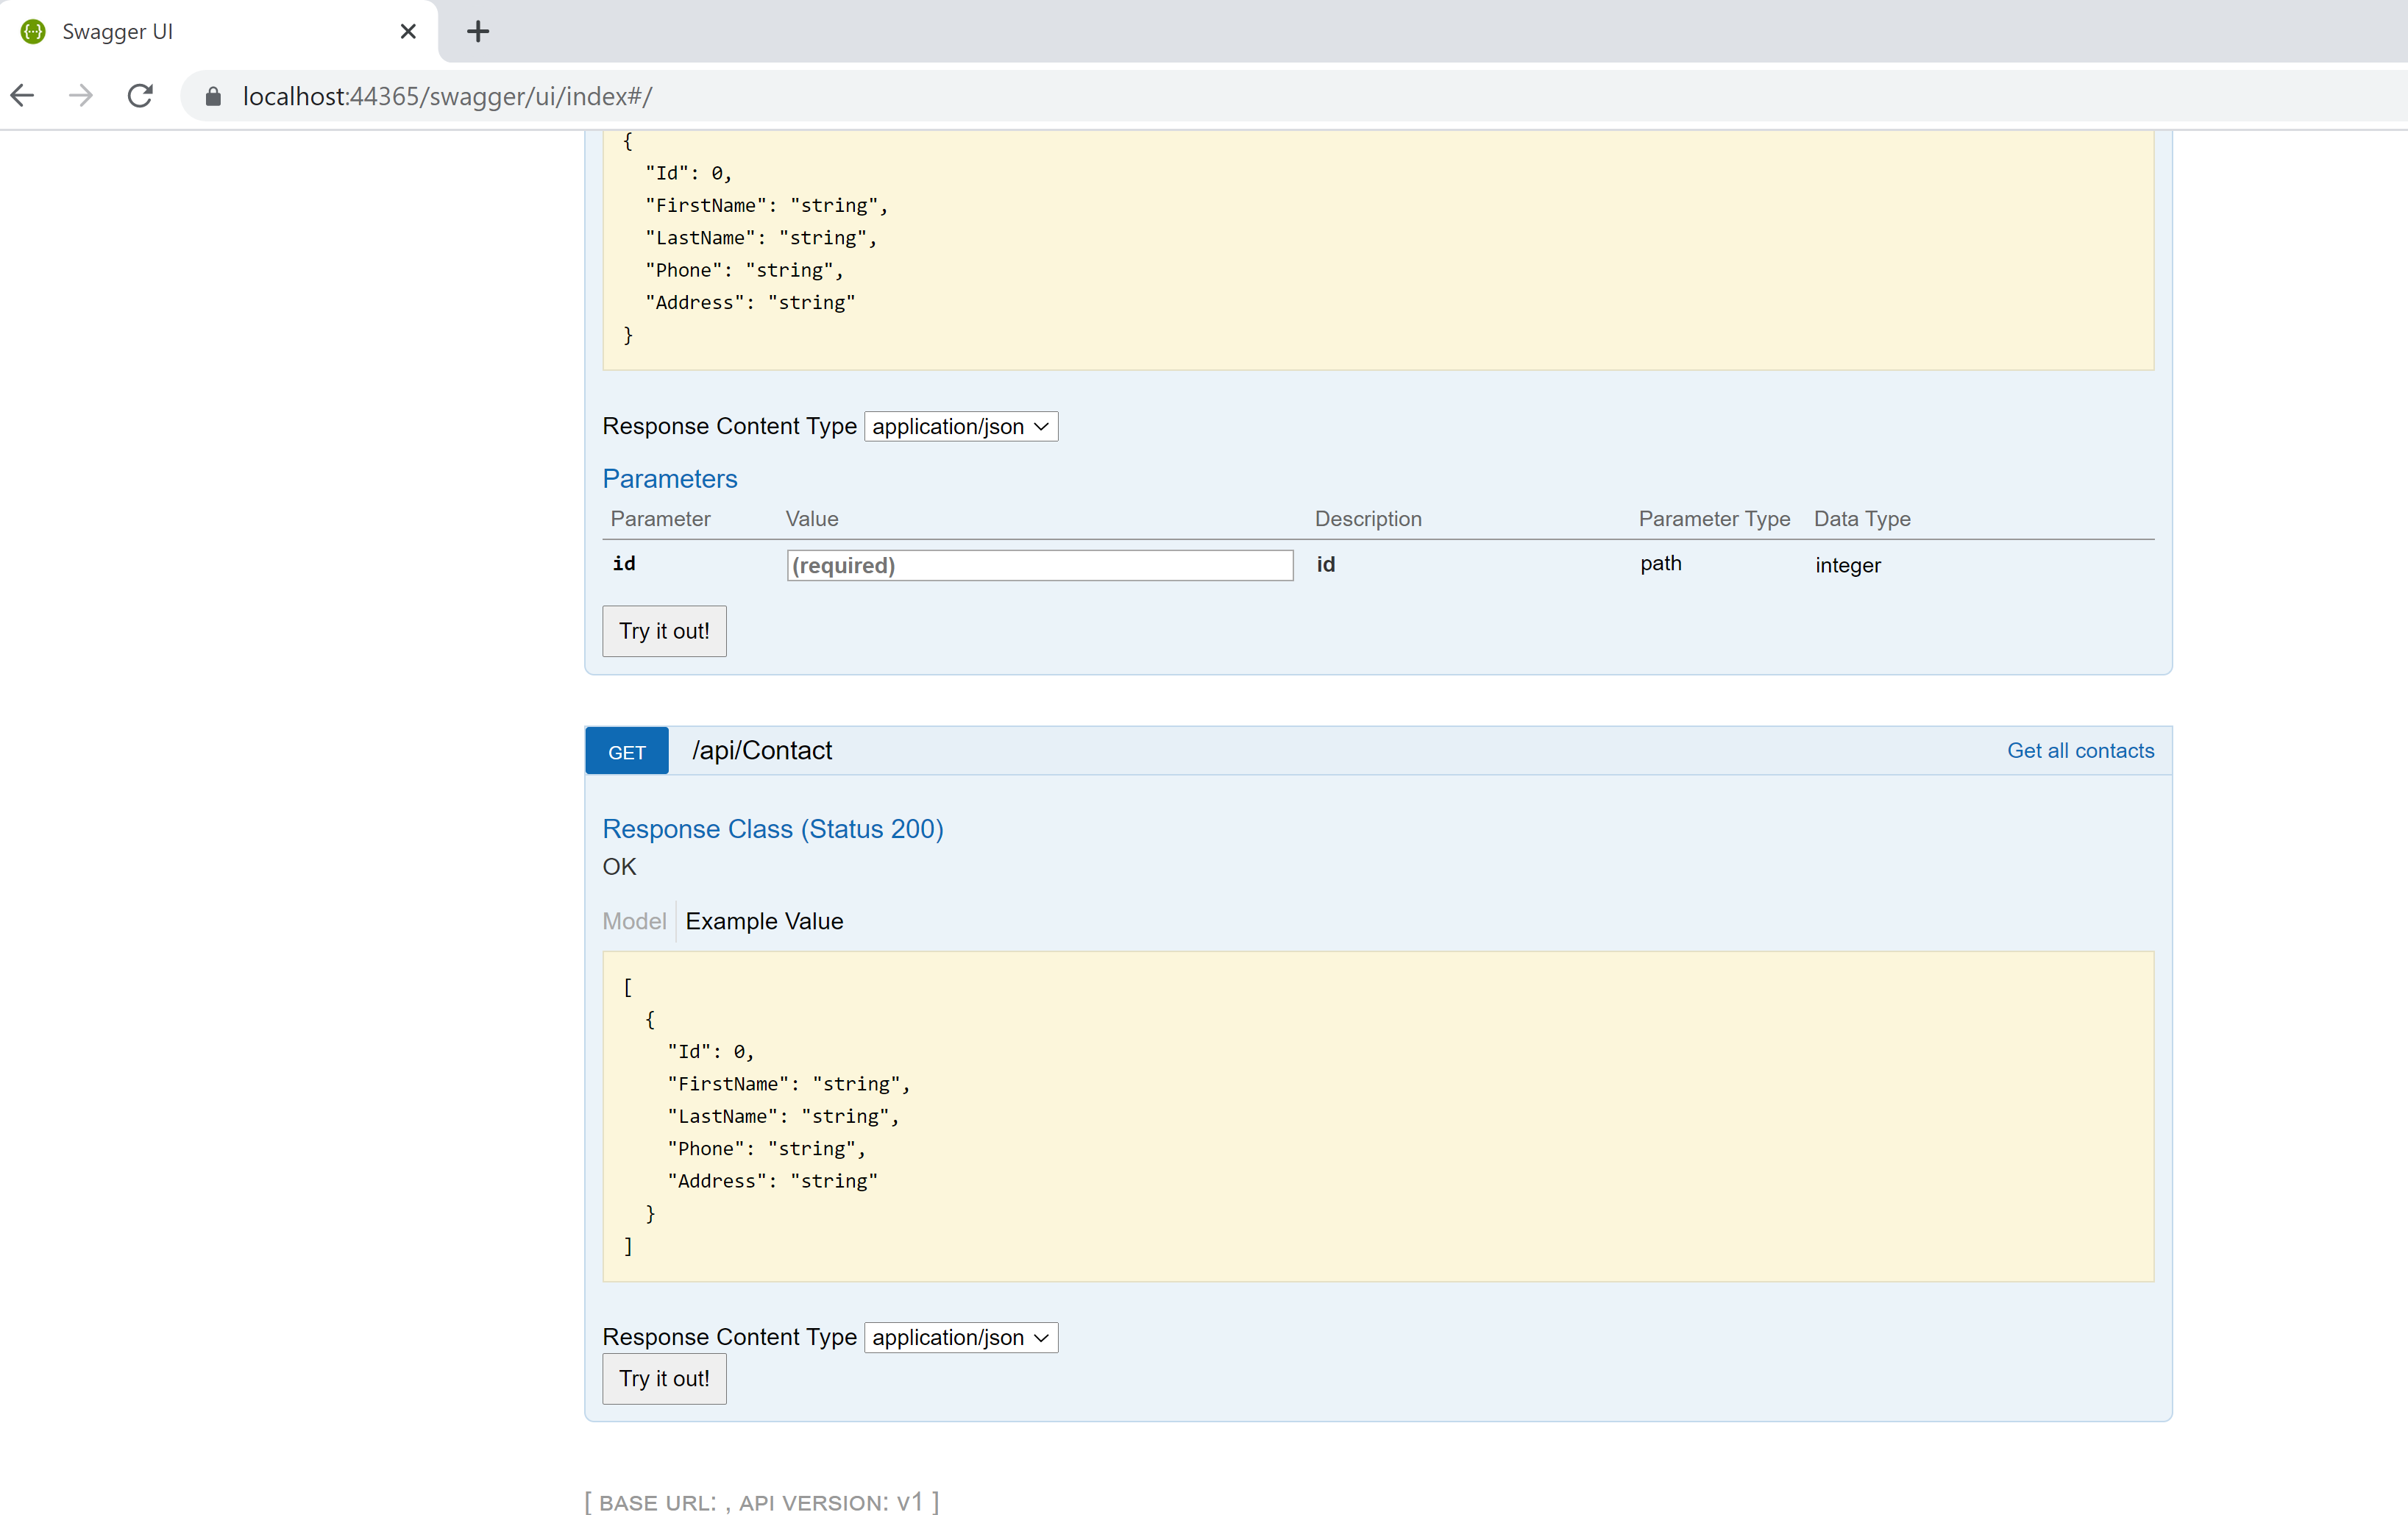 Swagger UI
localhost:44365/swagger/ui/index#/
{
"Id": 0,
"FirstName": "string",
"LastName": "string",
"Phone": "string",
"Address": "string"
}
Response Content Type application/json
Parameters
Parameter Value Description Parameter Type Data Type
id (required) id path integer
Try it out!
GET /api/Contact Get all contacts
Response Class (Status 200)
OK
Model Example Value
[
{
"Id": 0,
"FirstName": "string",
"LastName": "string",
"Phone": "string",
"Address": "string"
}
]
Response Content Type application/json
Try it out!
[ BASE URL: , API VERSION: v1 ]